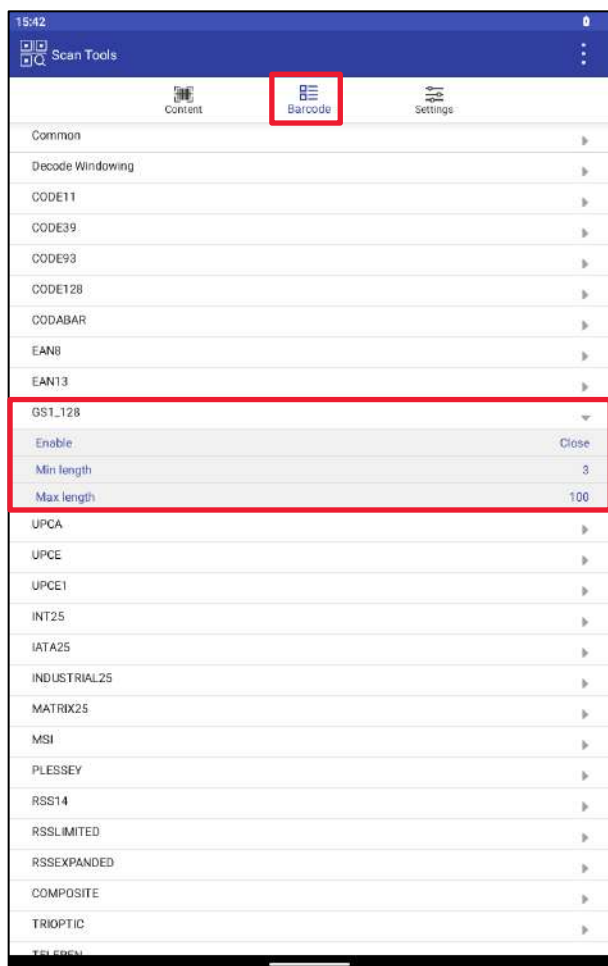 15:42
Scan Tools
Content Barcode Settings
Common
Decode Windowing
CODE11
CODE39
CODE93
CODE128
CODABAR
EAN8
EAN13
GS1_128
Enable Close
Min length 3
Max length 100
UPCA
UPCE
UPCE1
INT25
IATA25
INDUSTRIAL25
MATRIX25
MSI
PLESSEY
RSS14
RSSLIMITED
RSSEXPANDED
COMPOSITE
TRIOPTIC